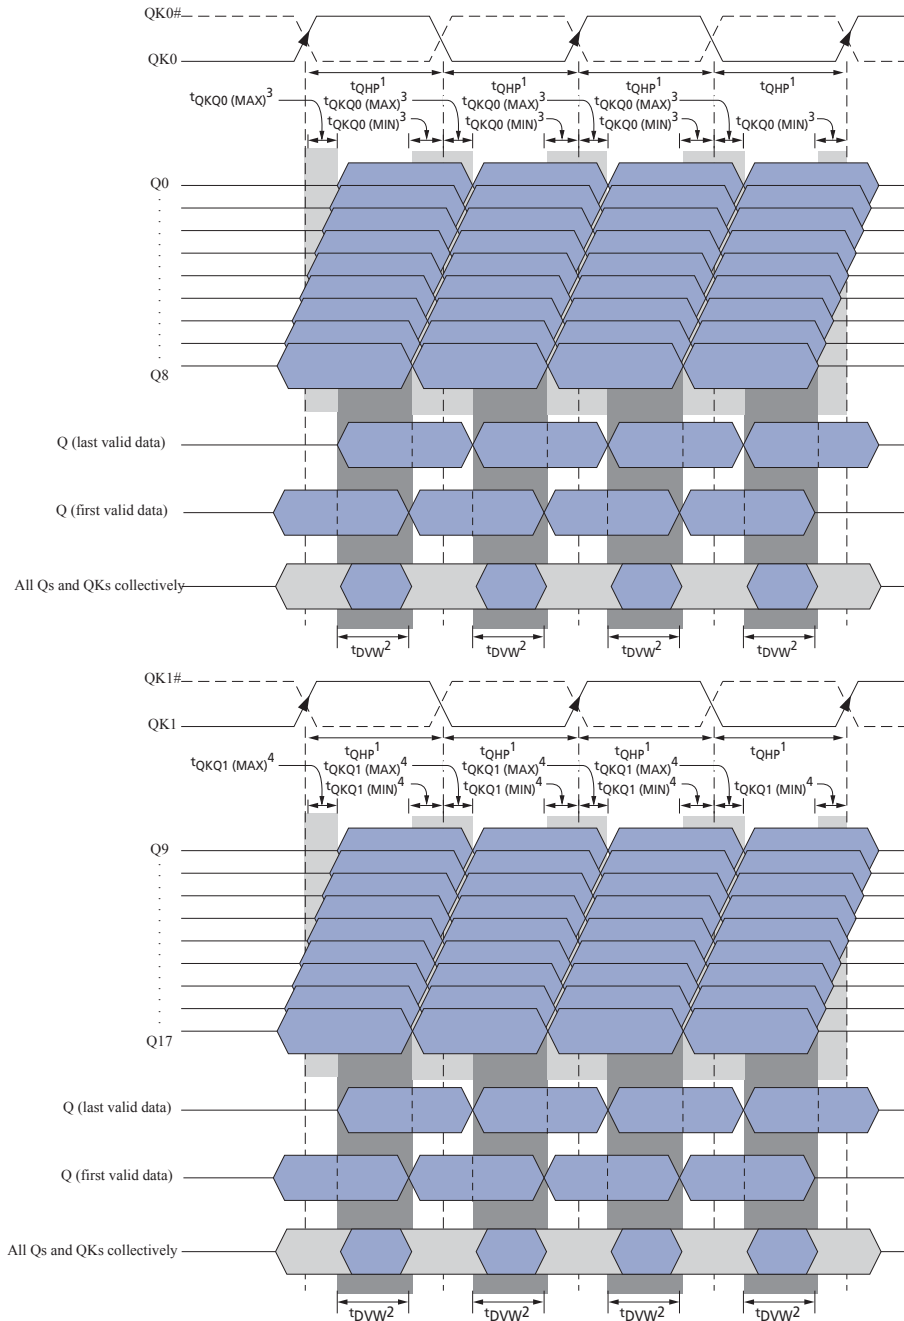 QK0#
QK0
tQHP1 tQHP1 tQHP1 tQHP1
tQKQ0 (MAX)3 tQKQ0 (MAX)3 tQKQ0 (MAX)3 tQKQ0 (MAX)3
tQKQ0 (MIN)3 tQKQ0 (MIN)3 tQKQ0 (MIN)3 tQKQ0 (MIN)3
Q0
Q8
Q (last valid data)
Q (first valid data)
All Qs and QKs collectively
tDVW2 tDVW2 tDVW2 tDVW2
QK1#
QK1
tQHP1 tQHP1 tQHP1 tQHP1
tQKQ1 (MAX)4 tQKQ1 (MAX)4 tQKQ1 (MAX)4 tQKQ1 (MAX)4
tQKQ1 (MIN)4 tQKQ1 (MIN)4 tQKQ1 (MIN)4 tQKQ1 (MIN)4
Q9
Q17
Q (last valid data)
Q (first valid data)
All Qs and QKs collectively
tDVW2 tDVW2 tDVW2 tDVW2